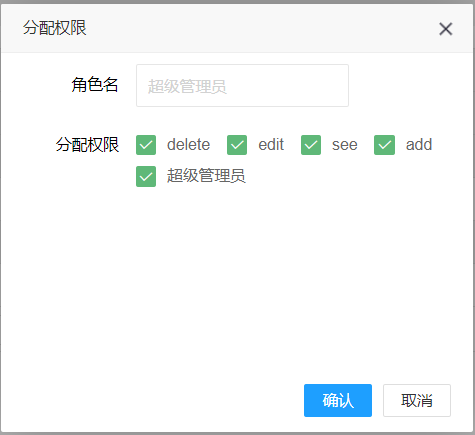 分配权限
角色名 超级管理员
分配权限 delete edit see add
超级管理员
确认 取消